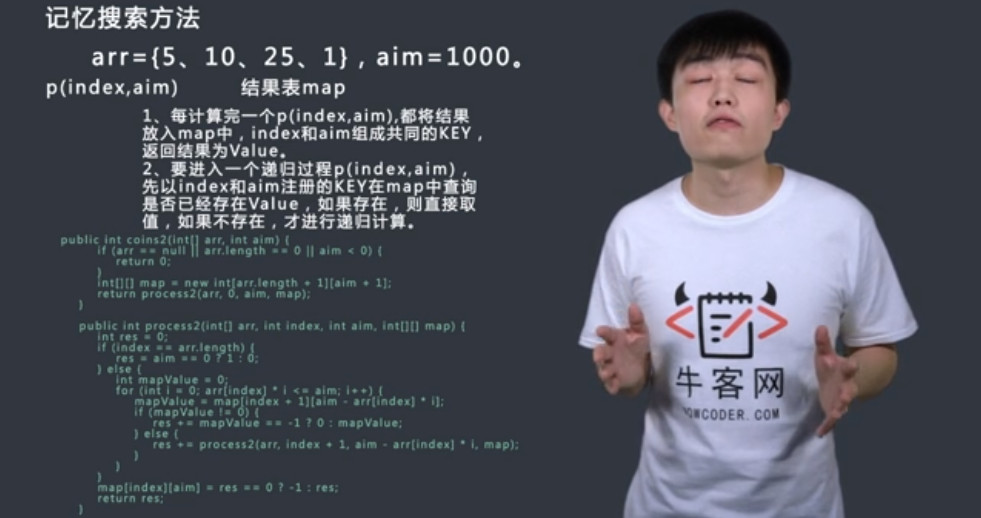 记忆搜索方法
arr={5、10、25、1}，aim=1000。
p(index,aim) 结果表map
1、每计算完一个p(index,aim),都将结果
放入map中，index和aim组成共同的KEY，
返回结果为Value。
2、要进入一个递归过程p(index,aim)，
先以index和aim注册的KEY在map中查询
是否已经存在Value，如果存在，则直接取
值，如果不存在，才进行递归计算。
public int coins2(int[] arr, int aim) {
if (arr == null || arr.length == 0 || aim < 0) {
return 0;
}
int[][] map = new int[arr.length + 1][aim + 1];
return process2(arr, 0, aim, map);
}
public int process2(int[] arr, int index, int aim, int[][] map) {
int res = 0;
if (index == arr.length) {
res = aim == 0 ? 1 : 0;
} else {
int mapValue = 0;
for (int i = 0; arr[index] * i <= aim; i++) {
mapValue = map[index + 1][aim - arr[index] * i];
if (mapValue != 0) {
res += mapValue == -1 ? 0 : mapValue;
} else {
res += process2(arr, index + 1, aim - arr[index] * i, map);
}
}
}
map[index][aim] = res == 0 ? -1 : res;
return res;
}
牛客网
OWCODER.COM